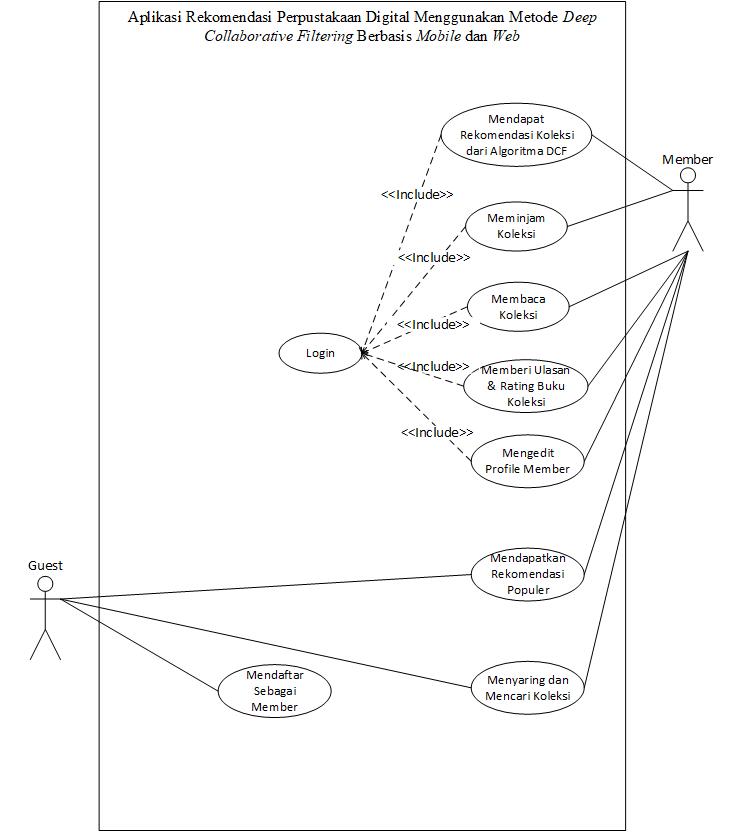 Aplikasi Rekomendasi Perpustakaan Digital Menggunakan Metode Deep
Collaborative Filtering Berbasis Mobile dan Web
Mendapat
Rekomendasi Koleksi
dari Algoritma DCF
Member
<<Include>>
Meminjam
Koleksi
<<Include>>
Membaca
Koleksi
<<Include>>
Login
<<Include>>
Memberi Ulasan
& Rating Buku
Koleksi
<<Include>>
Mengedit
Profile Member
Guest
Mendapatkan
Rekomendasi
Populer
Mendaftar
Sebagai
Member
Menyaring dan
Mencari Koleksi